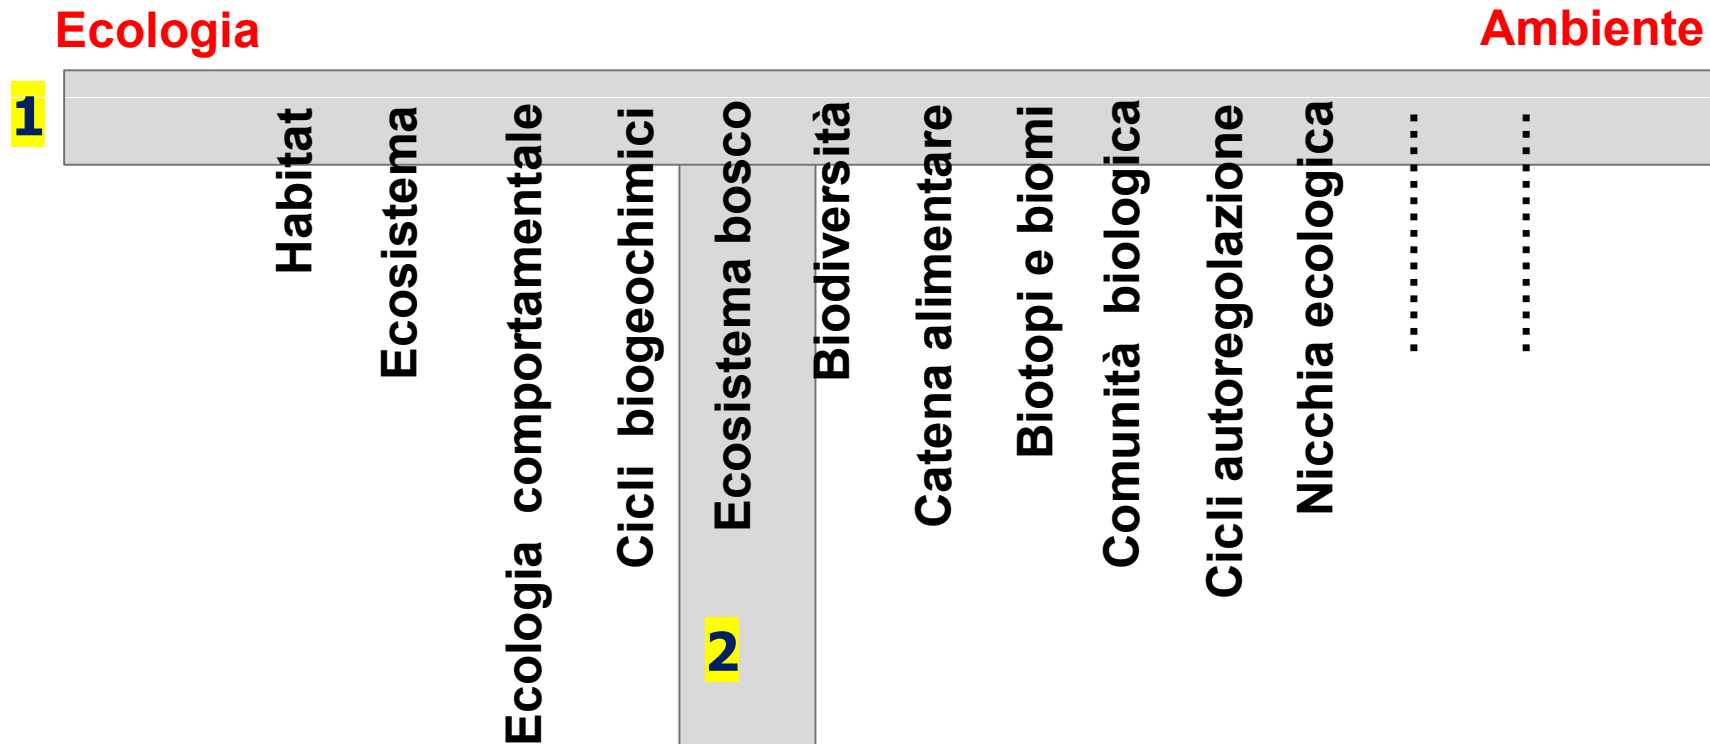 Ecologia
Ambiente
1
Habitat
Ecosistema
Ecologia comportamentale
Cicli biogeochimici
Ecosistema bosco
Biodiversità
Catena alimentare
Biotopi e biomi
Comunità biologica
Cicli autoregolazione
Nicchia ecologica
………………
………………
2